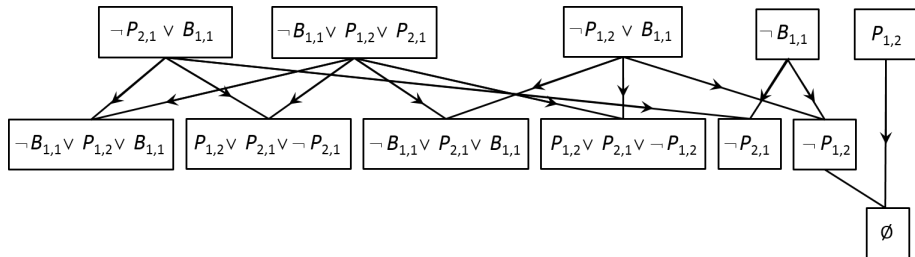 ¬P2,1 ∨ B1,1 ¬B1,1 ∨ P1,2 ∨ P2,1 ¬P1,2 ∨ B1,1 ¬B1,1 P1,2
¬B1,1 ∨ P1,2 ∨ B1,1 P1,2 ∨ P2,1 ∨ ¬P2,1 ¬B1,1 ∨ P2,1 ∨ B1,1 P1,2 ∨ P2,1 ∨ ¬P1,2 ¬P2,1 ¬P1,2
Ø